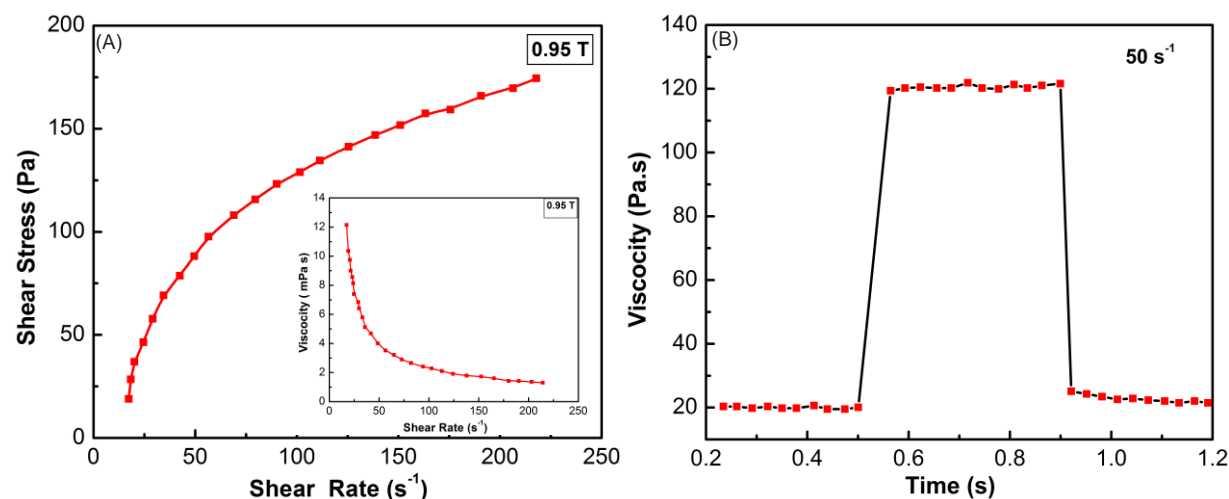 (A)
0.95 T
200
150
100
50
0
Shear Stress (Pa)
0 50 100 150 200 250
Shear Rate (s⁻¹)
0.95 T
14
12
10
8
6
4
2
0
Viscocity ( mPa s)
0 50 100 150 200 250
Shear Rate (s⁻¹)
(B)
50 s⁻¹
140
120
100
80
60
40
20
Viscocity (Pa.s)
0.2 0.4 0.6 0.8 1.0 1.2
Time (s)